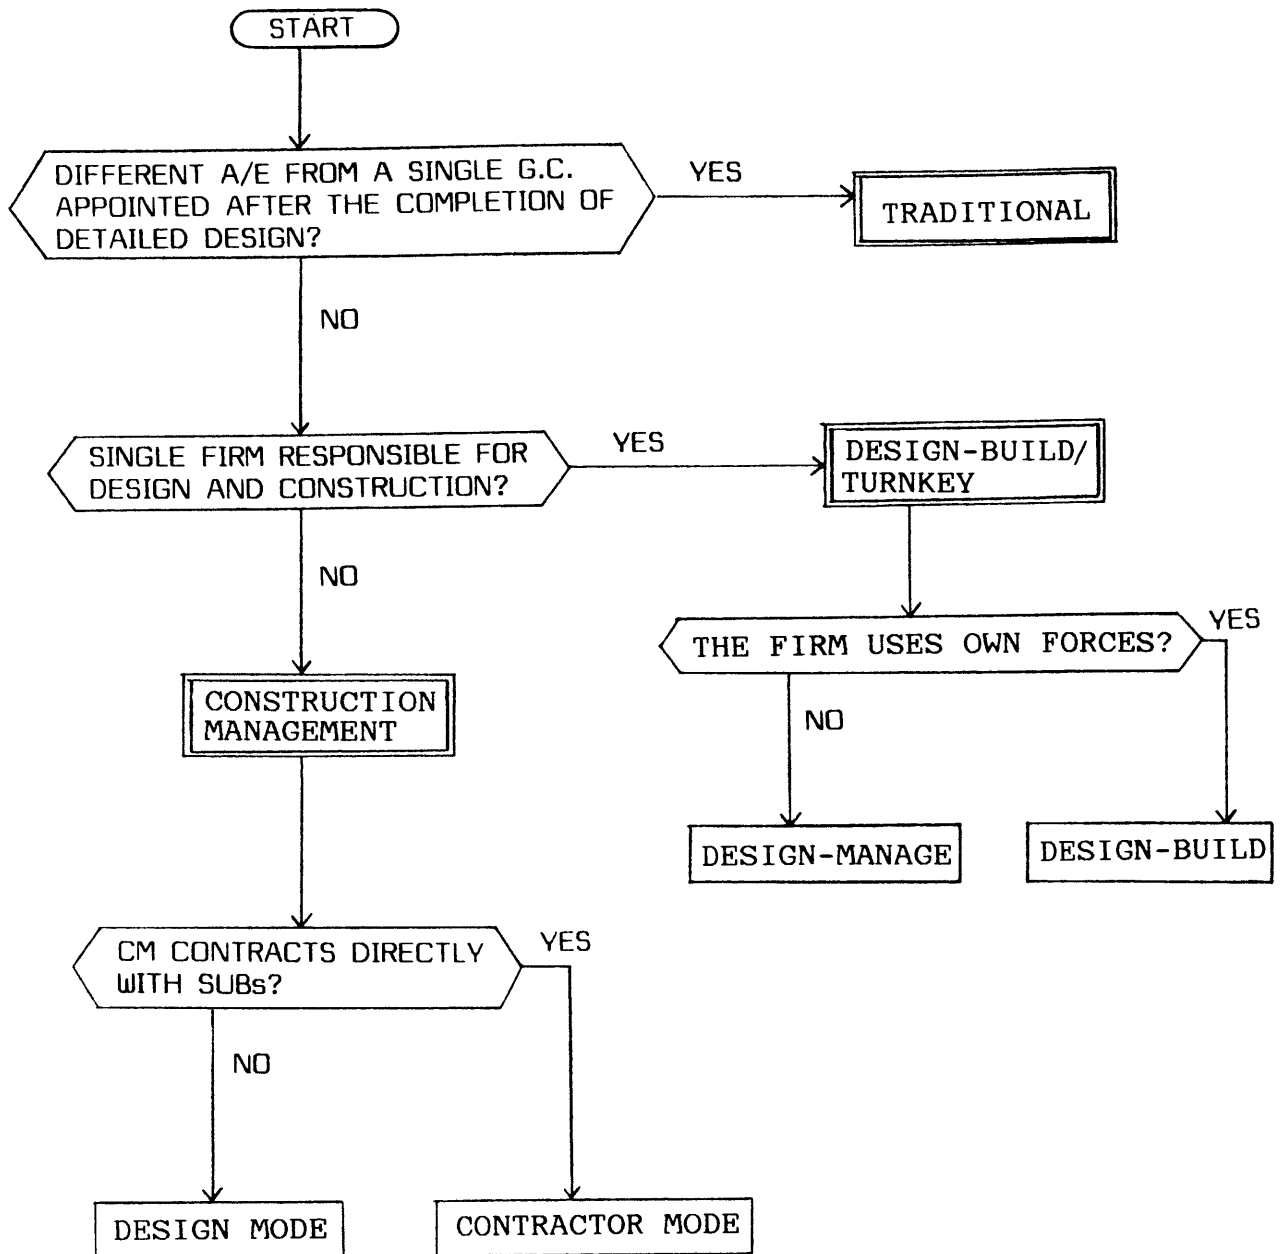 START
DIFFERENT A/E FROM A SINGLE G.C.
APPOINTED AFTER THE COMPLETION OF
DETAILED DESIGN?
YES
TRADITIONAL
NO
SINGLE FIRM RESPONSIBLE FOR
DESIGN AND CONSTRUCTION?
YES
DESIGN-BUILD/
TURNKEY
NO
THE FIRM USES OWN FORCES?
YES
NO
CONSTRUCTION
MANAGEMENT
DESIGN-MANAGE
DESIGN-BUILD
CM CONTRACTS DIRECTLY
WITH SUBs?
YES
NO
DESIGN MODE
CONTRACTOR MODE